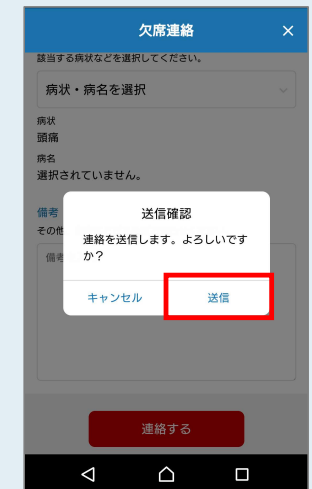 欠席連絡 ×
該当する病状などを選択してください。
病状・病名を選択
病状
頭痛
病名
選択されていません。
備考
その他
送信確認
連絡を送信します。よろしいです
か？
備考
キャンセル 送信
連絡する